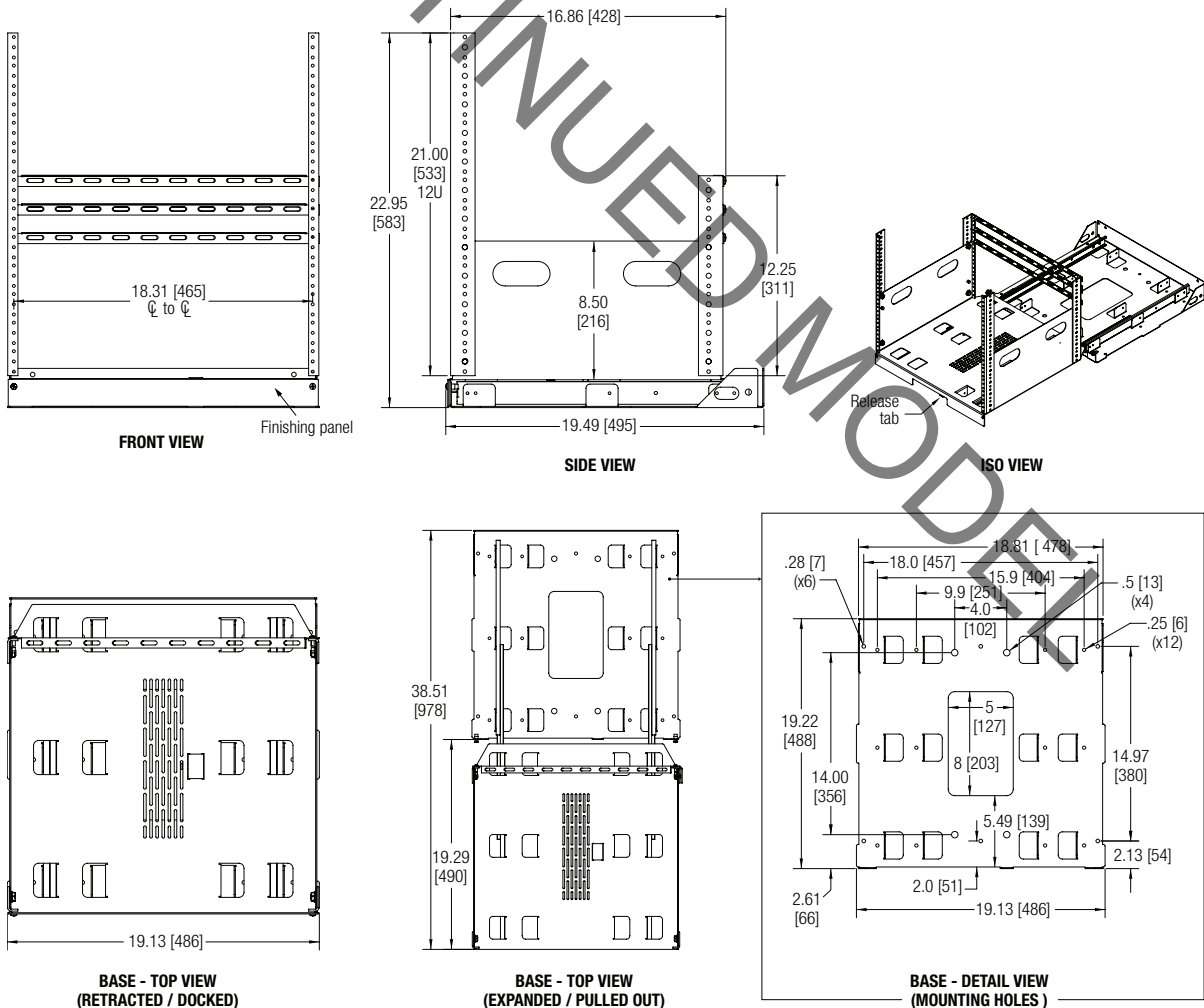 16.86 [428]
21.00
[533]
12U
22.95
[583]
18.31 [465]
℄ to ℄
8.50
[216]
12.25
[311]
Release
tab
Finishing panel
19.49 [495]
FRONT VIEW
SIDE VIEW
ISO VIEW
TINUED MODEL
18.81 [ 478]
.28 [7]
(x6)
18.0 [457]
15.9 [404]
9.9 [251]
4.0
[102]
.5 [13]
(x4)
.25 [6]
(x12)
38.51
[978]
19.22
[488]
5
[127]
14.97
[380]
14.00
[356]
8 [203]
5.49 [139]
19.29
[490]
2.13 [54]
2.61
[66]
2.0 [51]
19.13 [486]
19.13 [486]
BASE - TOP VIEW
(RETRACTED / DOCKED)
BASE - TOP VIEW
(EXPANDED / PULLED OUT)
BASE - DETAIL VIEW
(MOUNTING HOLES )